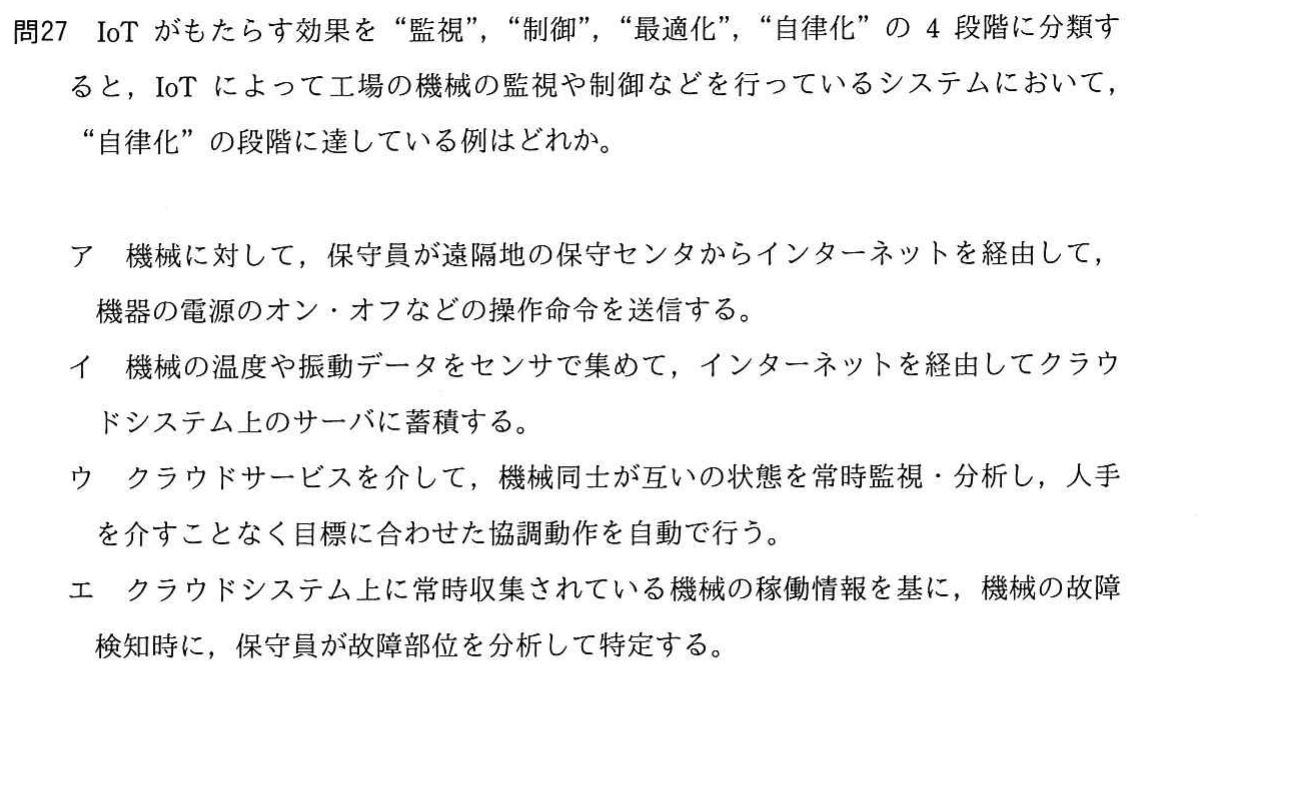 問27 IoT がもたらす効果を“監視”，“制御”，“最適化”，“自律化”の 4 段階に分類す
ると，IoT によって工場の機械の監視や制御などを行っているシステムにおいて，
“自律化”の段階に達している例はどれか。
ア 機械に対して，保守員が遠隔地の保守センタからインターネットを経由して，
機器の電源のオン・オフなどの操作命令を送信する。
イ 機械の温度や振動データをセンサで集めて，インターネットを経由してクラウ
ドシステム上のサーバに蓄積する。
ウ クラウドサービスを介して，機械同士が互いの状態を常時監視・分析し，人手
を介すことなく目標に合わせた協調動作を自動で行う。
エ クラウドシステム上に常時収集されている機械の稼働情報を基に，機械の故障
検知時に，保守員が故障部位を分析して特定する。